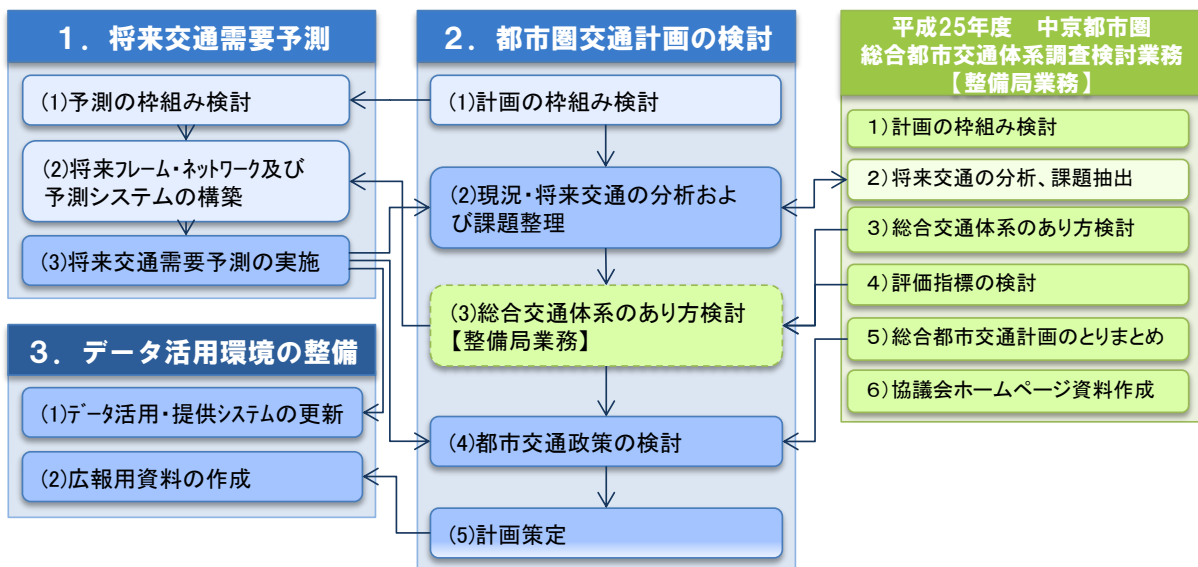 １．将来交通需要予測
(1)予測の枠組み検討
(2)将来ﾌﾚｰﾑ・ﾈｯﾄﾜｰｸ及び
予測システムの構築
(3)将来交通需要予測の実施
３．データ活用環境の整備
(1)ﾃﾞｰﾀ活用・提供ｼｽﾃﾑの更新
(2)広報用資料の作成
２．都市圏交通計画の検討
(1)計画の枠組み検討
(2)現況・将来交通の分析およ
び課題整理
(3)総合交通体系のあり方検討
【整備局業務】
(4)都市交通政策の検討
(5)計画策定
平成25年度　中京都市圏
総合都市交通体系調査検討業務
【整備局業務】
１）計画の枠組み検討
２）将来交通の分析、課題抽出
３）総合交通体系のあり方検討
４）評価指標の検討
５）総合都市交通計画のとりまとめ
６）協議会ホームページ資料作成